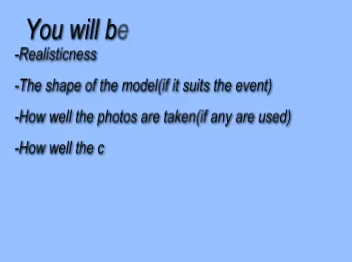 You will be
-Realisticness
-The shape of the model(if it suits the event)
-How well the photos are taken(if any are used)
-How well the c